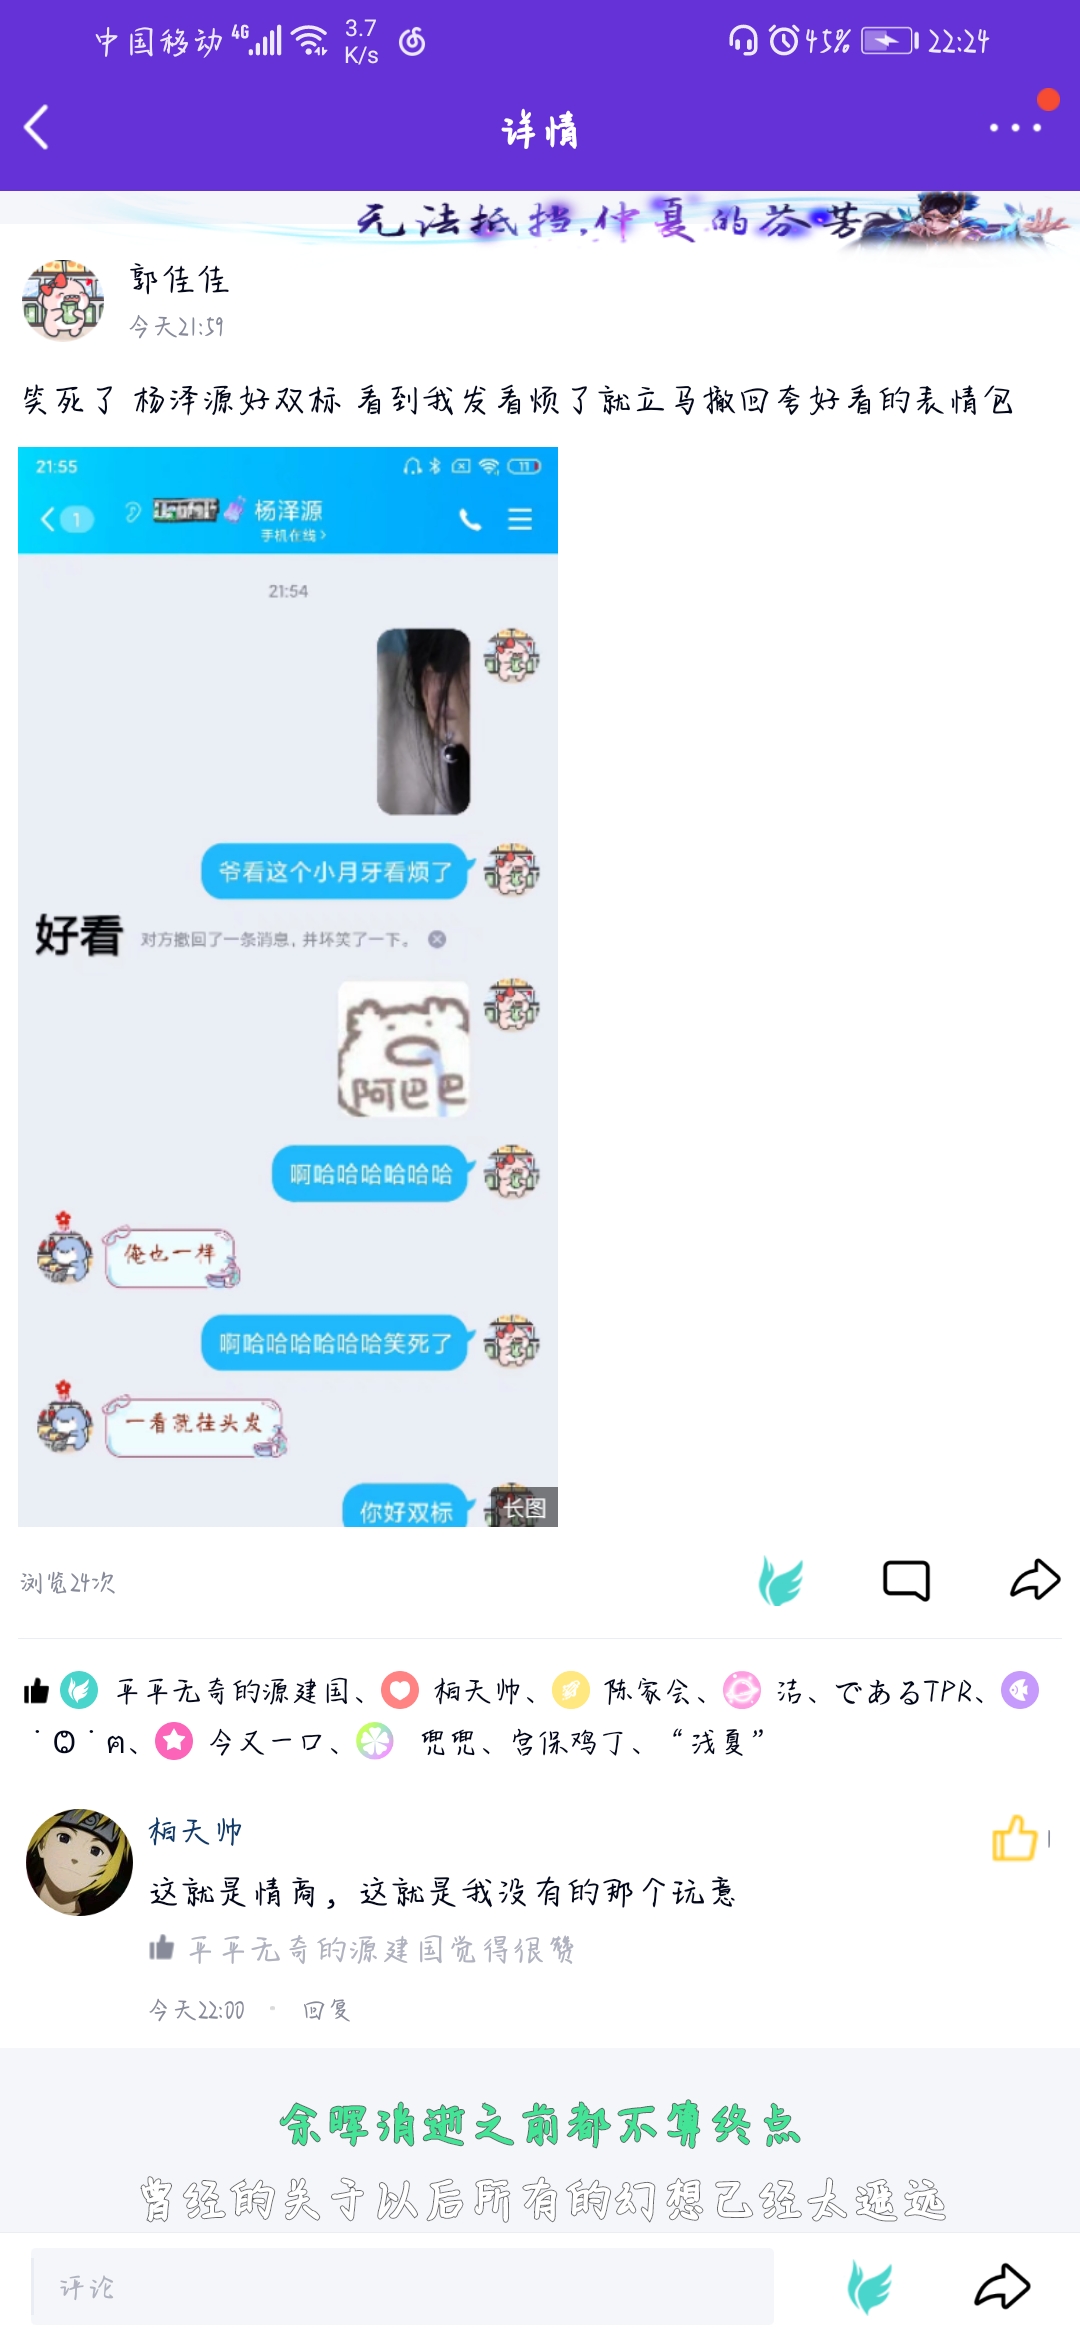 中国移动 4G 3.7 K/s 45% 22:24
详情
无法抵挡,仲夏的芬芳
郭佳佳
今天21:59
笑死了 杨泽源好双标 看到我发看烦了就立马撤回夸好看的表情包
21:55 11
1 杨泽源
手机在线>
21:54
爷看这个小月牙看烦了
好看 对方撤回了一条消息,并坏笑了一下。
阿巴巴
啊哈哈哈哈哈哈
俺也一样
啊哈哈哈哈哈哈笑死了
一看就挂头发
你好双标
长图
浏览24次
平平无奇的源建国、柏天帅、陈家会、洁、であるTPR、
今又一口、兜兜、宫保鸡丁、“浅夏”
柏天帅
这就是情商,这就是我没有的那个玩意
平平无奇的源建国觉得很赞
今天22:00 · 回复
余晖消逝之前都不算终点
曾经的关于以后所有的幻想已经太遥远
评论